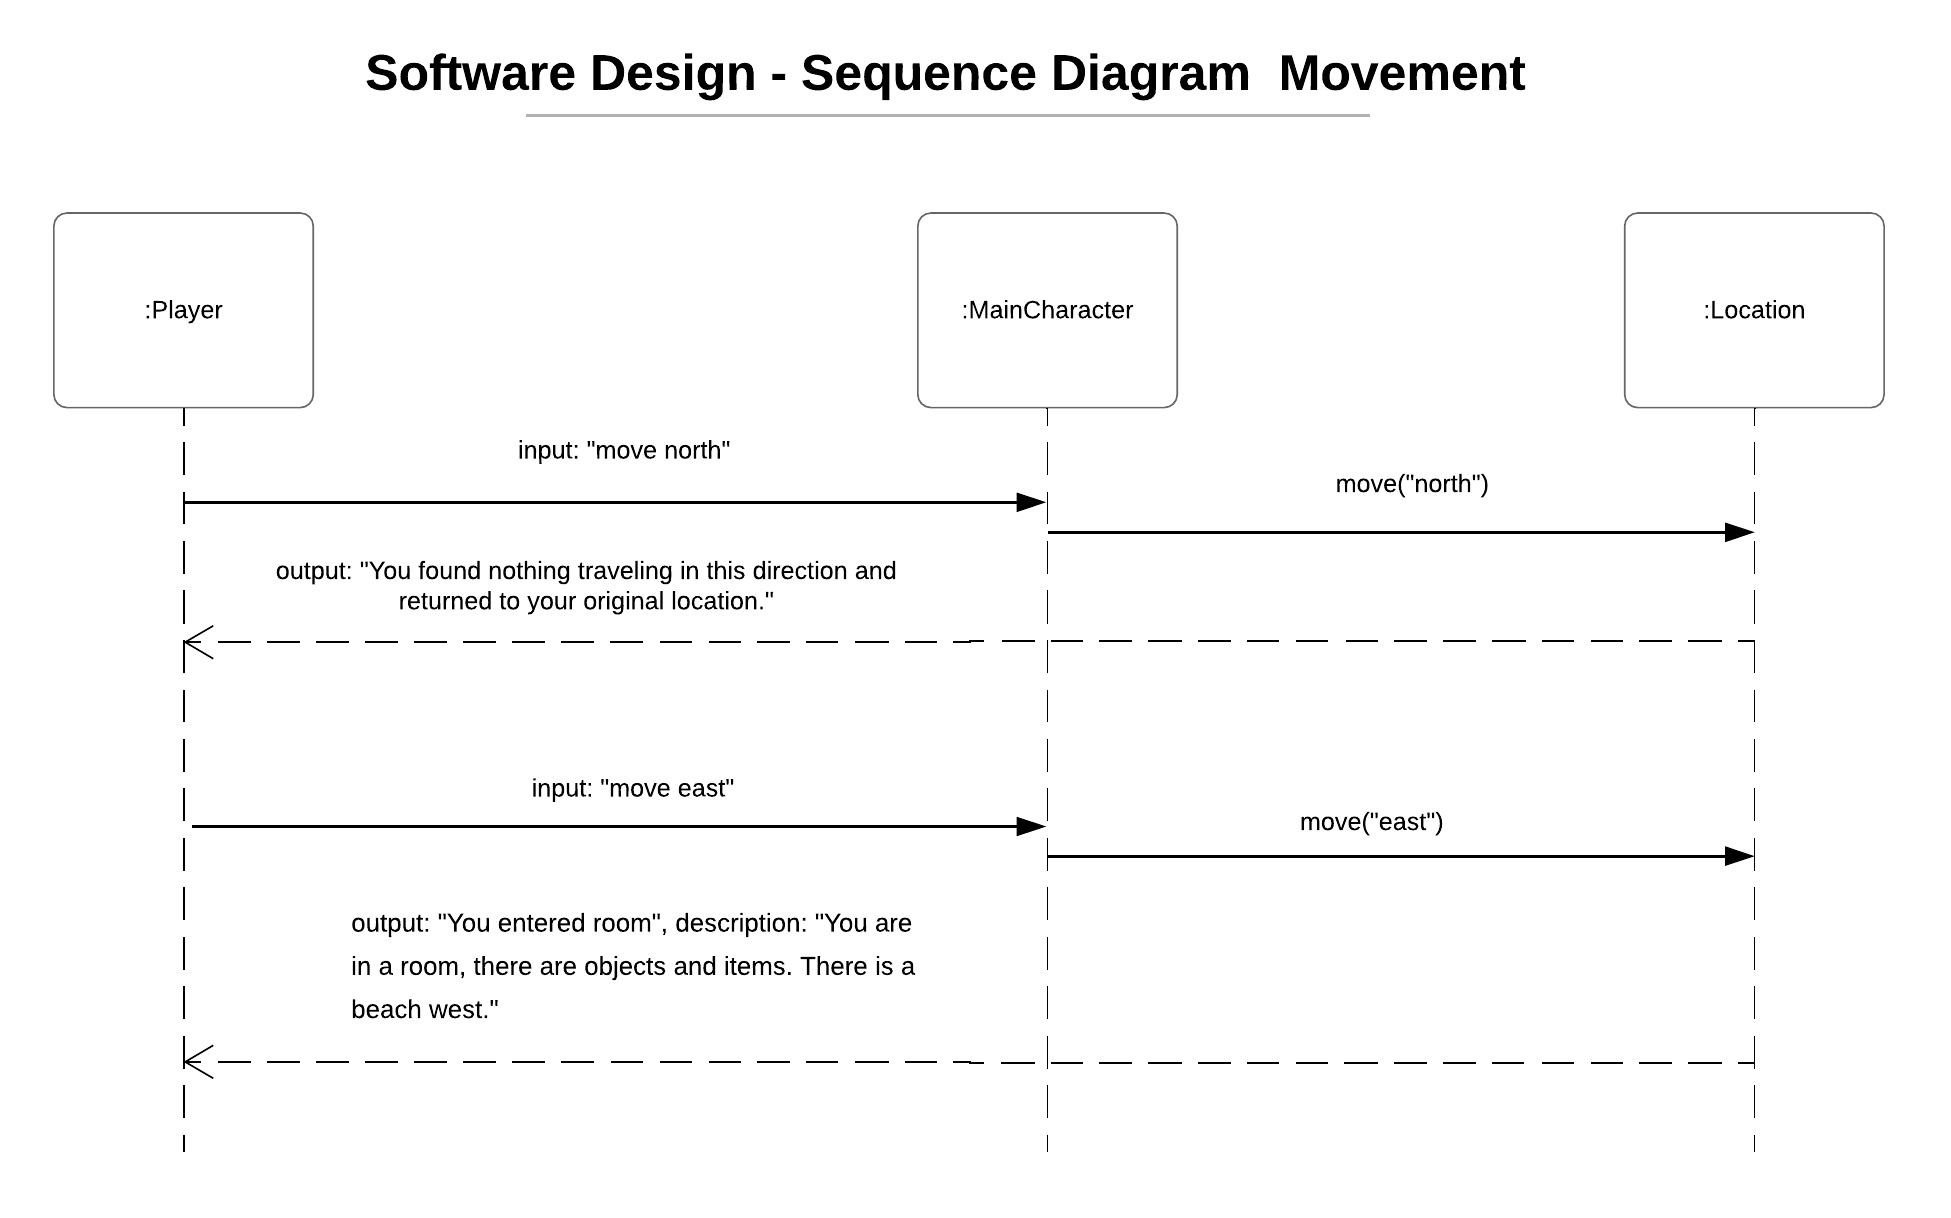 Software Design - Sequence Diagram  Movement
:Player
:MainCharacter
:Location
input: "move north"
move("north")
output: "You found nothing traveling in this direction and
returned to your original location."
input: "move east"
move("east")
output: "You entered room", description: "You are
in a room, there are objects and items. There is a
beach west."